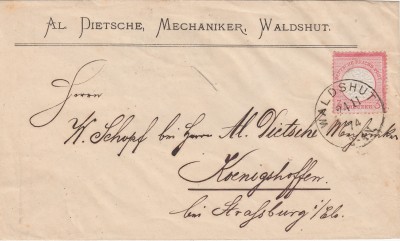 AL. DIETSCHE, MECHANIKER, WALDSHUT.
WALDSHUT
Herrn
W. Schopf bei Herrn Al. Dietsche
Koenigshoffen
bei Strassburg i/Els.